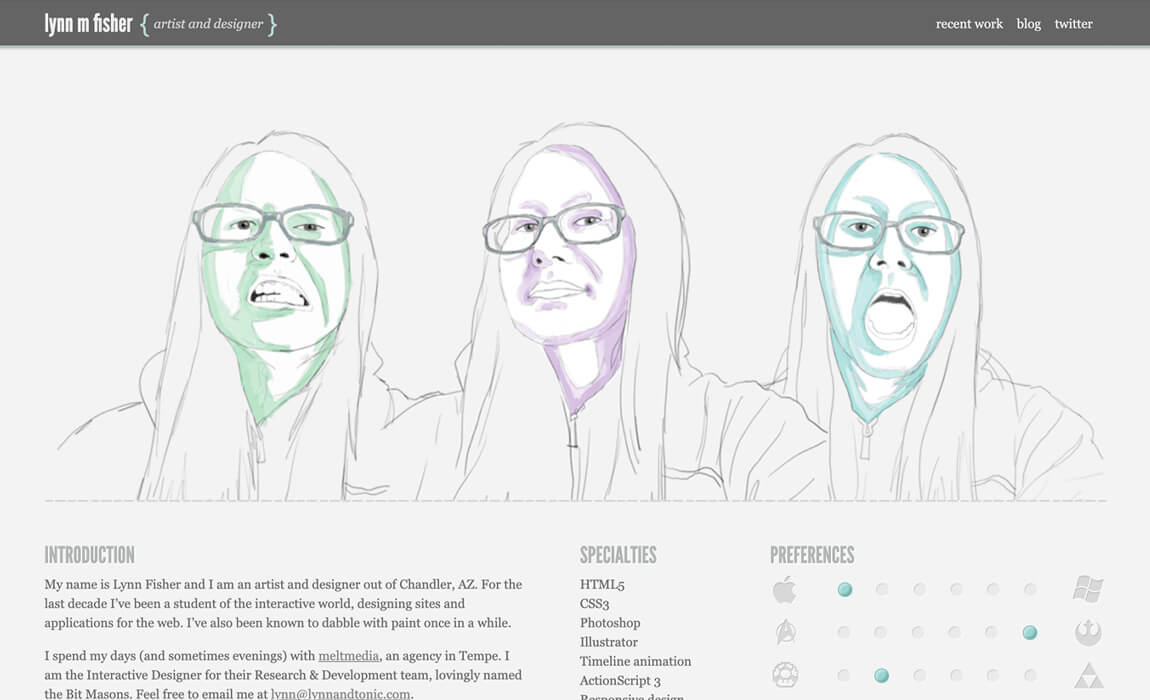 lynn m fisher { artist and designer }
recent work blog twitter
INTRODUCTION
My name is Lynn Fisher and I am an artist and designer out of Chandler, AZ. For the
last decade I've been a student of the interactive world, designing sites and
applications for the web. I've also been known to dabble with paint once in a while.
I spend my days (and sometimes evenings) with meltmedia, an agency in Tempe. I
am the Interactive Designer for their Research & Development team, lovingly named
the Bit Masons. Feel free to email me at lynn@lynnandtonic.com.
SPECIALTIES
HTML5
CSS3
Photoshop
Illustrator
Timeline animation
ActionScript 3
Responsive design
PREFERENCES